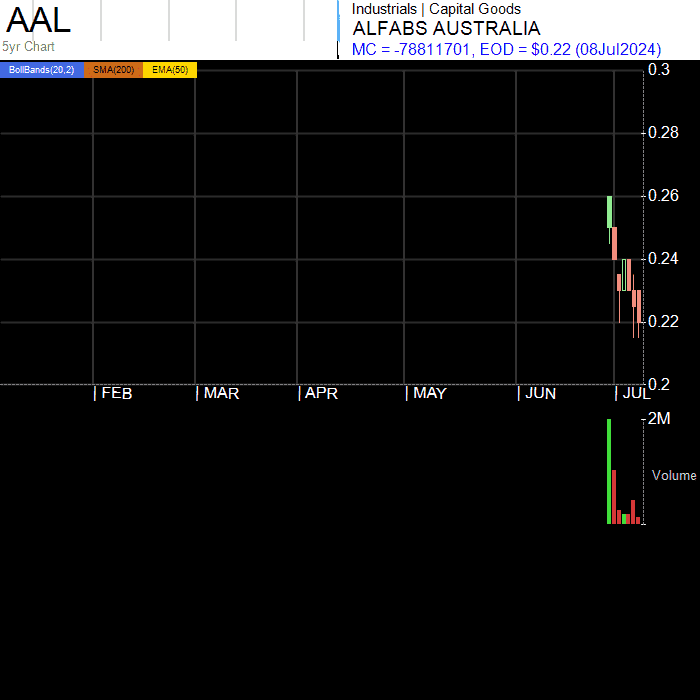 AAL
5yr Chart
Industrials | Capital Goods
ALFABS AUSTRALIA
MC = -78811701, EOD = $0.22 (08Jul2024)
BollBands(20,2) SMA(200) EMA(50)
0.3
0.28
0.26
0.24
0.22
0.2
| FEB | MAR | APR | MAY | JUN | JUL
2M
Volume